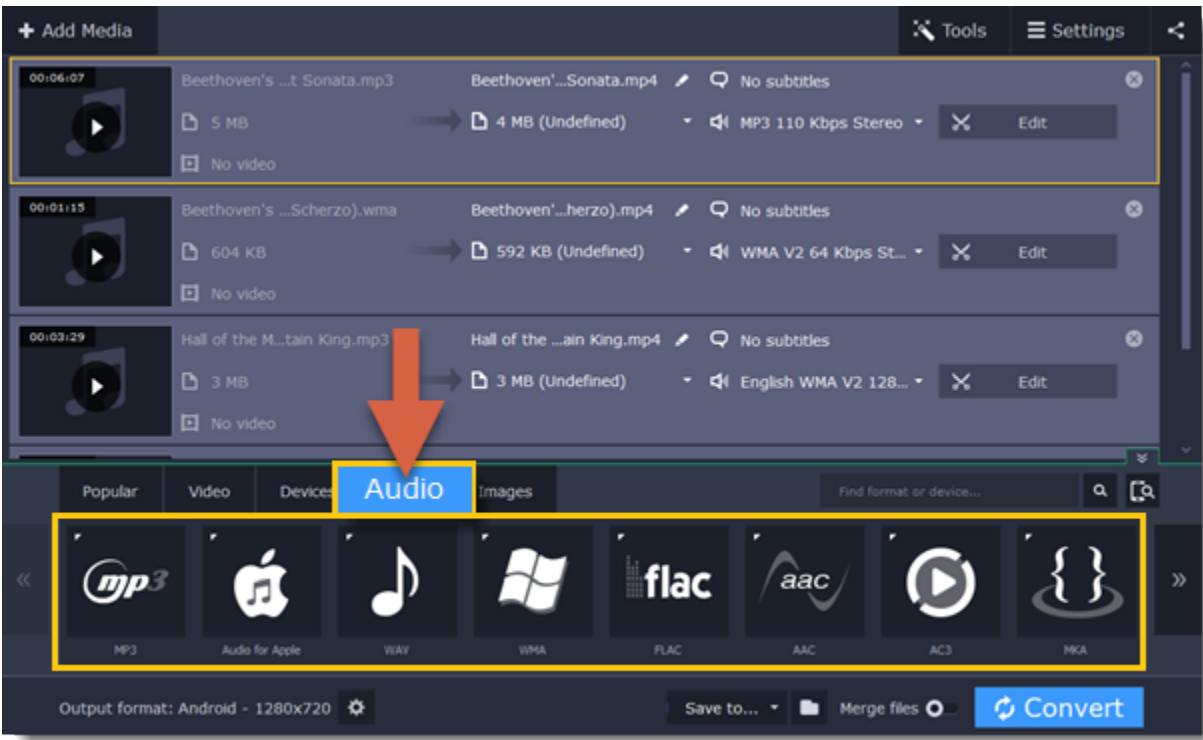 Add Media
Tools
Settings
00:06:07
Beethoven's ...t Sonata.mp3
Beethoven'...Sonata.mp4
No subtitles
5 MB
4 MB (Undefined)
MP3 110 Kbps Stereo
Edit
No video
00:01:15
Beethoven's ...Scherzo).wma
Beethoven'...herzo).mp4
No subtitles
604 KB
592 KB (Undefined)
WMA V2 64 Kbps St...
Edit
No video
00:03:29
Hall of the M...tain King.mp3
Hall of the ...ain King.mp4
No subtitles
3 MB
3 MB (Undefined)
English WMA V2 128...
Edit
No video
Popular
Video
Devices
Audio
Images
Find format or device...
mp3
flac
aac
{ }
MP3
Audio for Apple
WAV
WMA
FLAC
AAC
AC3
MKA
Output format: Android - 1280x720
Save to...
Merge files
Convert